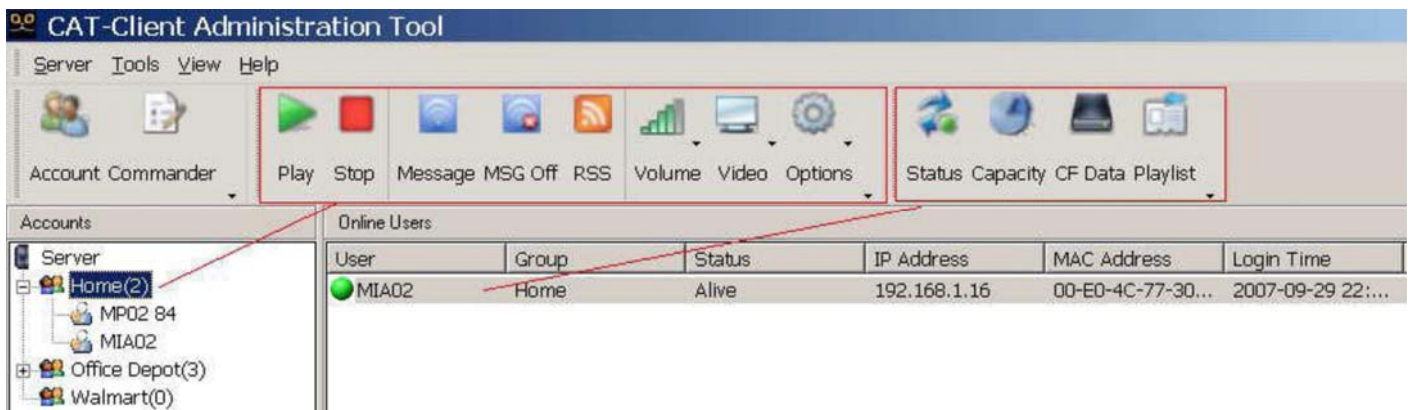 CAT-Client Administration Tool
Server Tools View Help
Account Commander Play Stop Message MSG Off RSS Volume Video Options Status Capacity CF Data Playlist
Accounts Online Users
Server User Group Status IP Address MAC Address Login Time
Home(2) MIA02 Home Alive 192.168.1.16 00-E0-4C-77-30... 2007-09-29 22:...
MP02 84
MIA02
Office Depot(3)
Walmart(0)